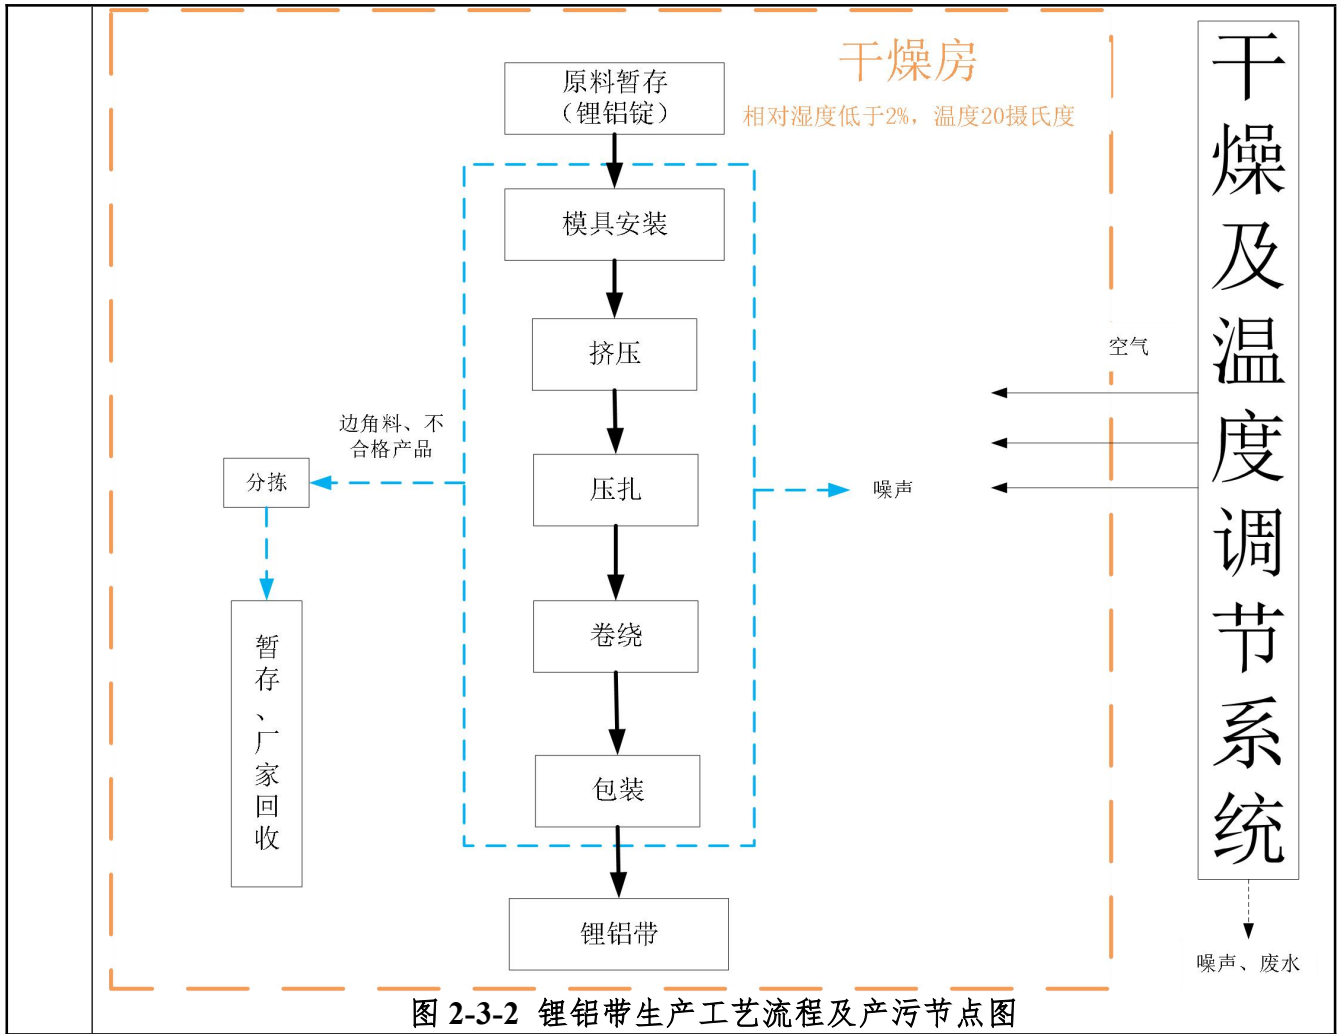 干燥房
相对湿度低于2%，温度20摄氏度
原料暂存
（锂铝锭）
模具安装
挤压
压扎
卷绕
包装
锂铝带
边角料、不
合格产品
分拣
暂存、厂家回收
噪声
空气
干燥及温度调节系统
噪声、废水
图 2-3-2 锂铝带生产工艺流程及产污节点图